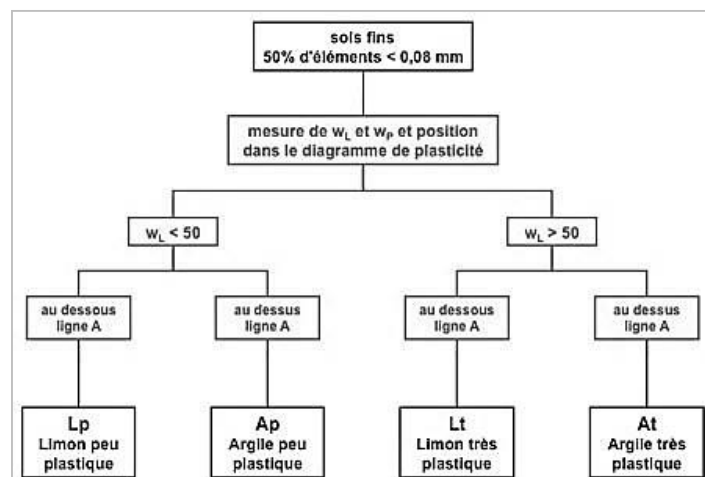 sols fins
50% d'éléments < 0,08 mm
mesure de wL et wP et position
dans le diagramme de plasticité
wL < 50
wL > 50
au dessous
ligne A
au dessus
ligne A
au dessous
ligne A
au dessus
ligne A
Lp
Limon peu
plastique
Ap
Argile peu
plastique
Lt
Limon très
plastique
At
Argile très
plastique